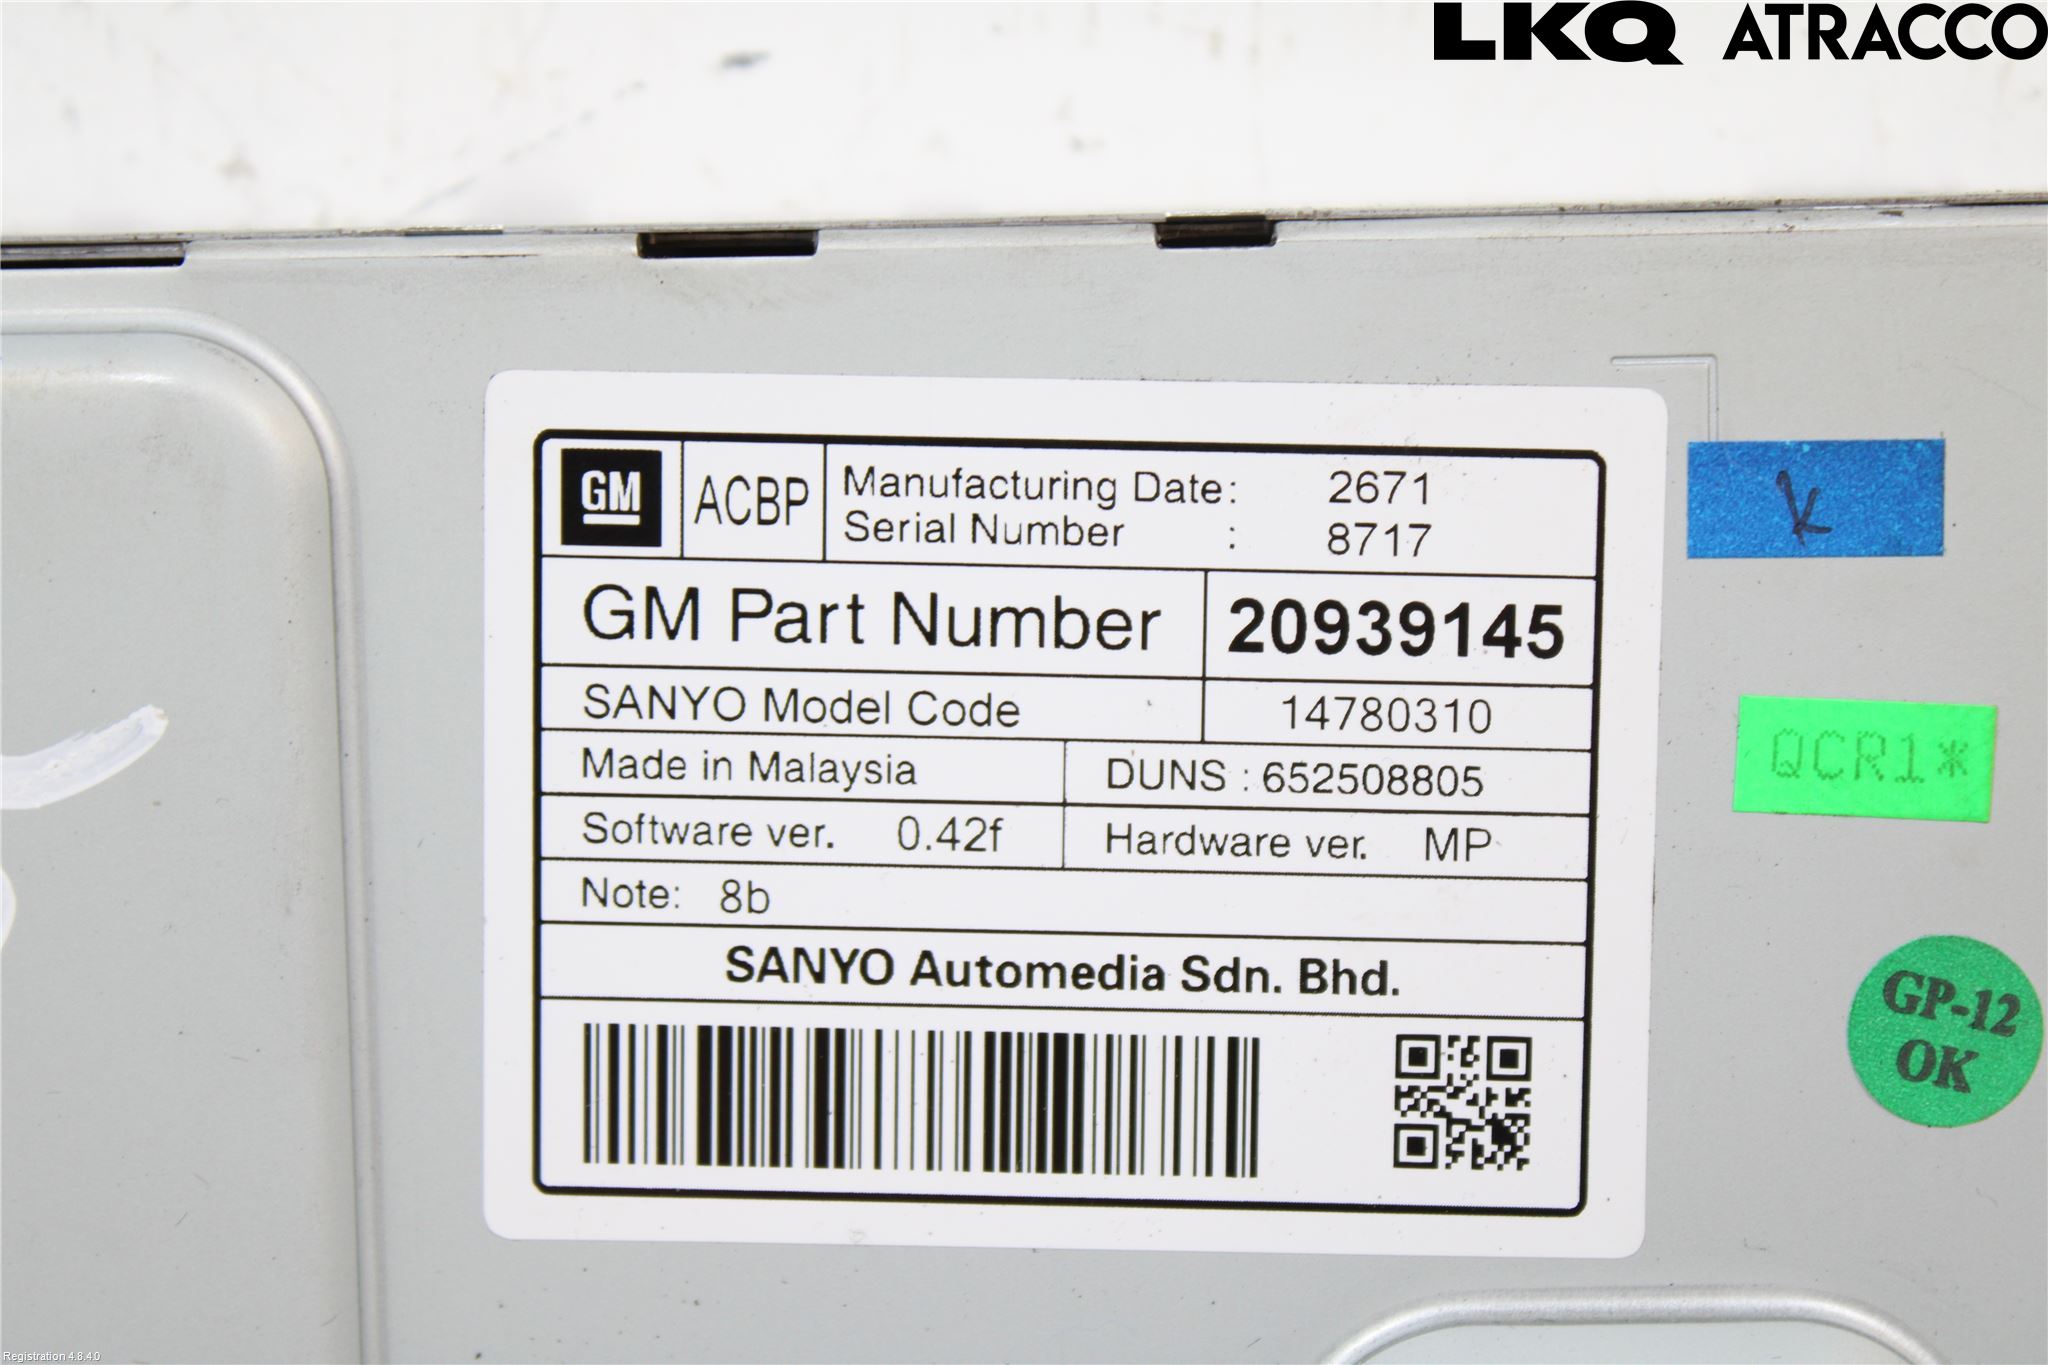 LKQ ATRACCO
GM ACBP Manufacturing Date: 2671
Serial Number : 8717
GM Part Number 20939145
SANYO Model Code 14780310
Made in Malaysia DUNS : 652508805
Software ver. 0.42f Hardware ver. MP
Note: 8b
SANYO Automedia Sdn. Bhd.
K
QCR1*
GP-12
OK
Registration 4.8.4.0